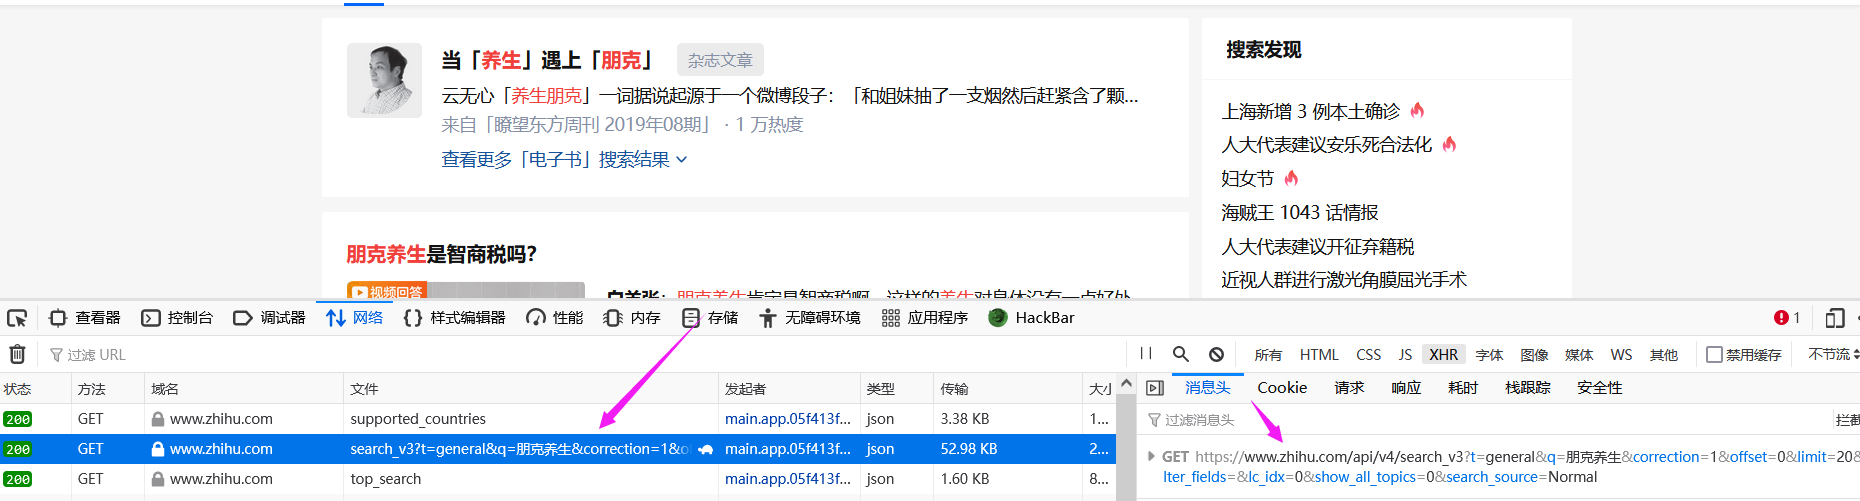 当「养生」遇上「朋克」 杂志文章
云无心「养生朋克」一词据说起源于一个微博段子：「和姐妹抽了一支烟然后赶紧含了颗...
来自「瞭望东方周刊 2019年08期」 · 1 万热度
查看更多「电子书」搜索结果
朋克养生是智商税吗？
视频回答
搜索发现
上海新增 3 例本土确诊
人大代表建议安乐死合法化
妇女节
海贼王 1043 话情报
人大代表建议开征弃籍税
近视人群进行激光角膜屈光手术
查看器 控制台 调试器 网络 样式编辑器 性能 内存 存储 无障碍环境 应用程序 HackBar 1
过滤 URL 所有 HTML CSS JS XHR 字体 图像 媒体 WS 其他 禁用缓存 不节流
状态 方法 域名 文件 发起者 类型 传输 大小
200 GET www.zhihu.com supported_countries main.app.05f413f... json 3.38 KB 1...
200 GET www.zhihu.com search_v3?t=general&q=朋克养生&correction=1&o main.app.05f413f... json 52.98 KB 2...
200 GET www.zhihu.com top_search main.app.05f413f... json 1.60 KB 8...
消息头 Cookie 请求 响应 耗时 栈跟踪 安全性
过滤消息头 拦截
GET https://www.zhihu.com/api/v4/search_v3?t=general&q=朋克养生&correction=1&offset=0&limit=20&
lter_fields=&lc_idx=0&show_all_topics=0&search_source=Normal